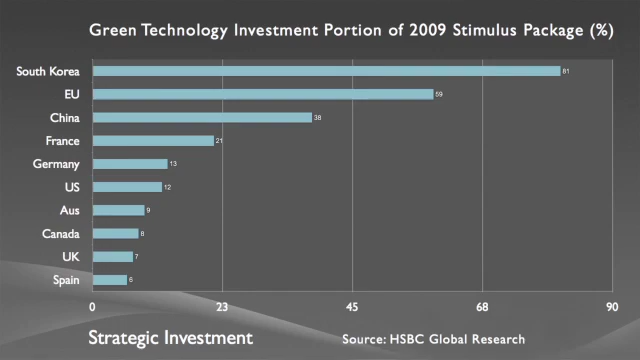 Green Technology Investment Portion of 2009 Stimulus Package (%)
South Korea 81
EU 59
China 38
France 21
Germany 13
US 12
Aus 9
Canada 8
UK 7
Spain 6
0 23 45 68 90
Strategic Investment Source: HSBC Global Research